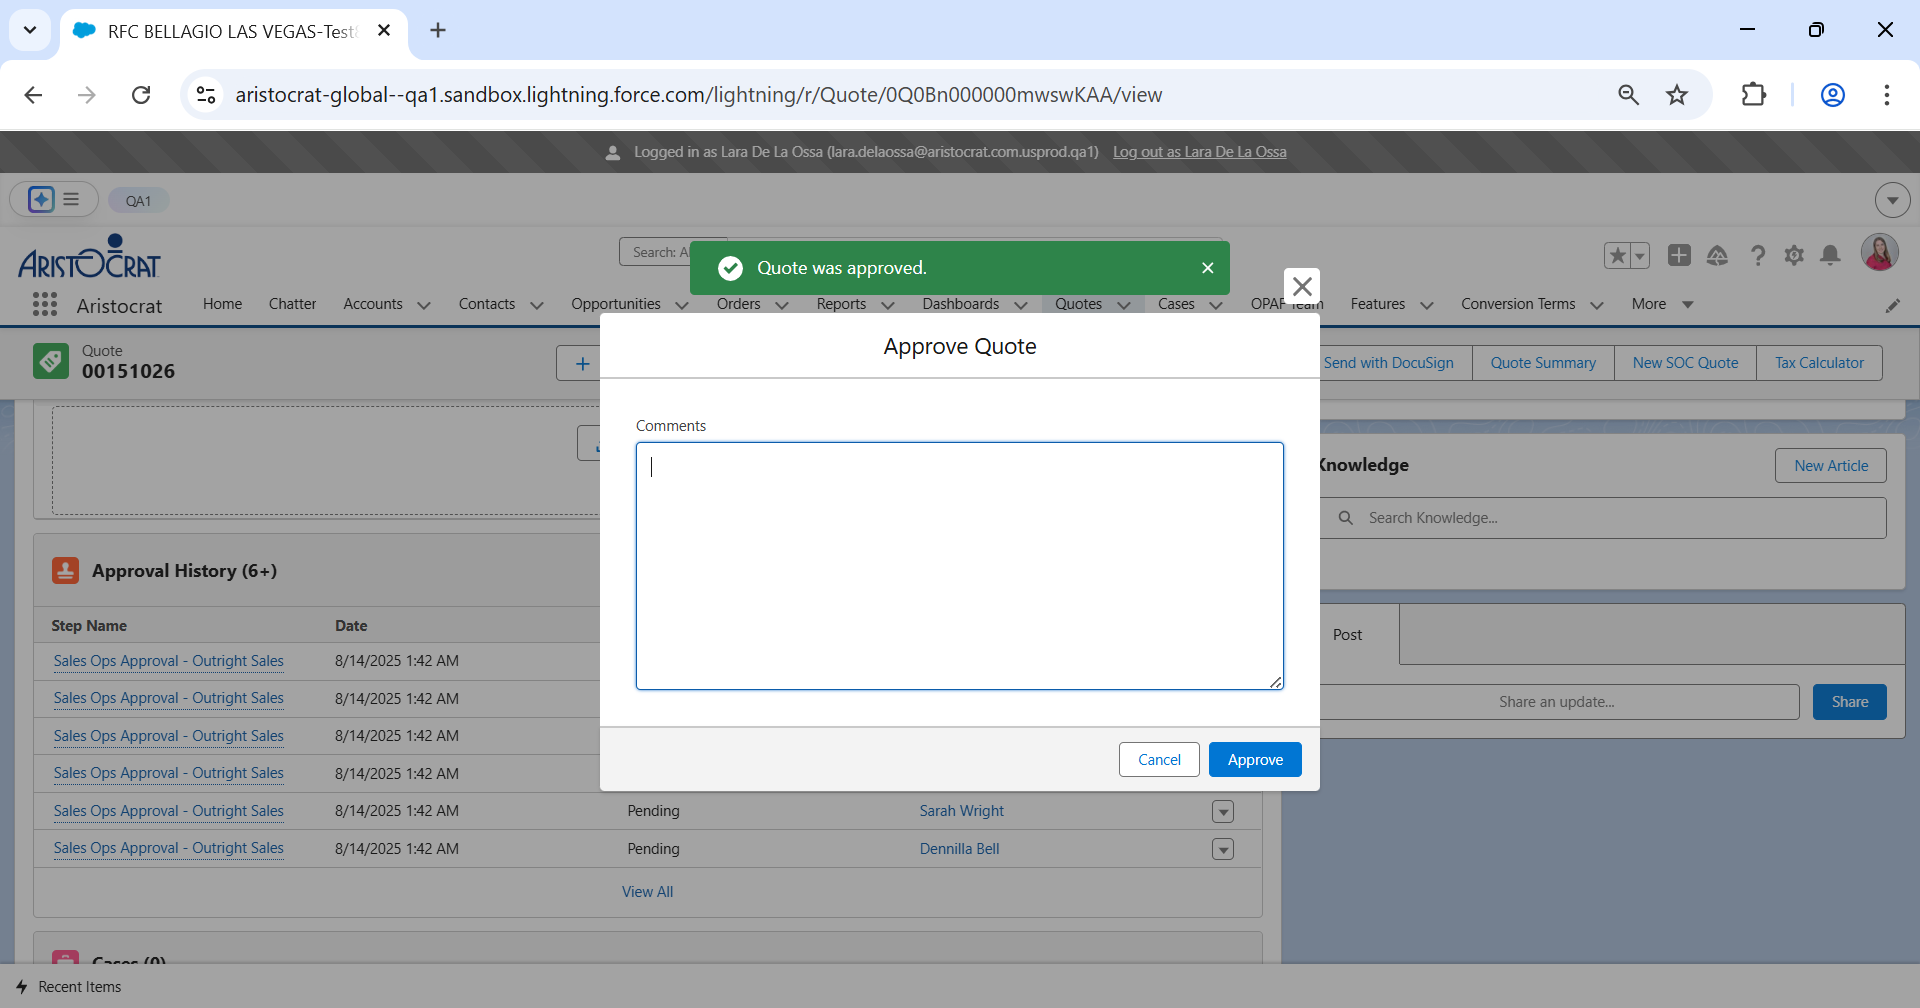 RFC BELLAGIO LAS VEGAS-Test
aristocrat-global--qa1.sandbox.lightning.force.com/lightning/r/Quote/0Q0Bn000000mwswKAA/view
Logged in as Lara De La Ossa (lara.delaossa@aristocrat.com.usprod.qa1) Log out as Lara De La Ossa
QA1
ARISTOCRAT
Search: A
Quote was approved.
Aristocrat Home Chatter Accounts Contacts Opportunities Orders Reports Dashboards Quotes Cases OPAF Team Features Conversion Terms More
Quote
00151026
Send with DocuSign Quote Summary New SOC Quote Tax Calculator
Approve Quote
Comments
Knowledge
New Article
Search Knowledge...
Approval History (6+)
Step Name Date
Sales Ops Approval - Outright Sales 8/14/2025 1:42 AM
Sales Ops Approval - Outright Sales 8/14/2025 1:42 AM
Sales Ops Approval - Outright Sales 8/14/2025 1:42 AM
Sales Ops Approval - Outright Sales 8/14/2025 1:42 AM
Sales Ops Approval - Outright Sales 8/14/2025 1:42 AM Pending Sarah Wright
Sales Ops Approval - Outright Sales 8/14/2025 1:42 AM Pending Dennilla Bell
View All
Post
Share an update...
Share
Cancel
Approve
Cases (0)
Recent Items